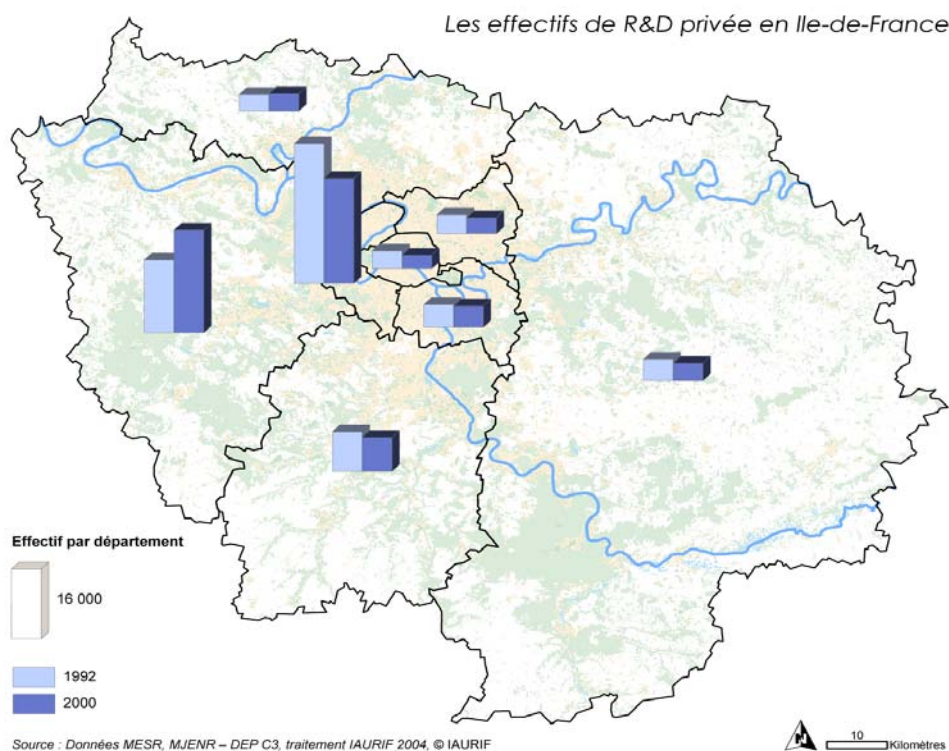 Les effectifs de R&D privée en Ile-de-France
Effectif par département
16 000
1992
2000
Source : Données MESR, MJENR – DEP C3, traitement IAURIF 2004, © IAURIF
N
10
Kilomètres